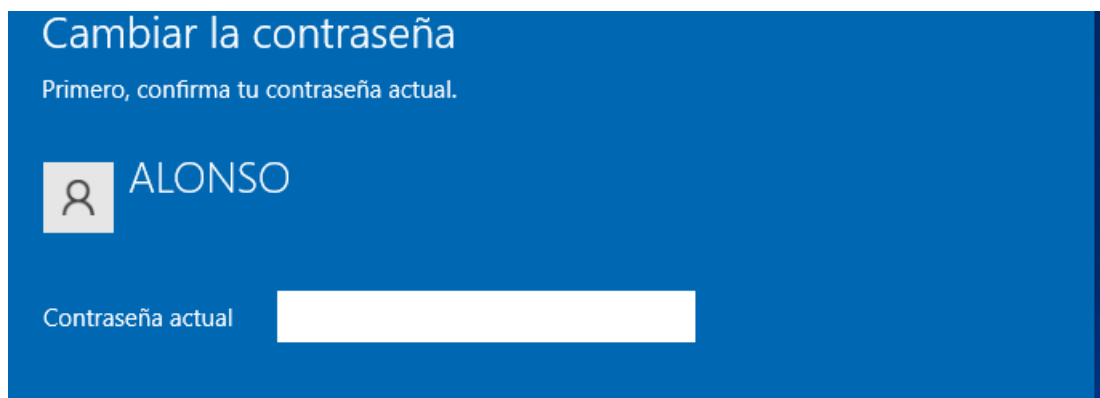 Cambiar la contraseña
Primero, confirma tu contraseña actual.
ALONSO
Contraseña actual